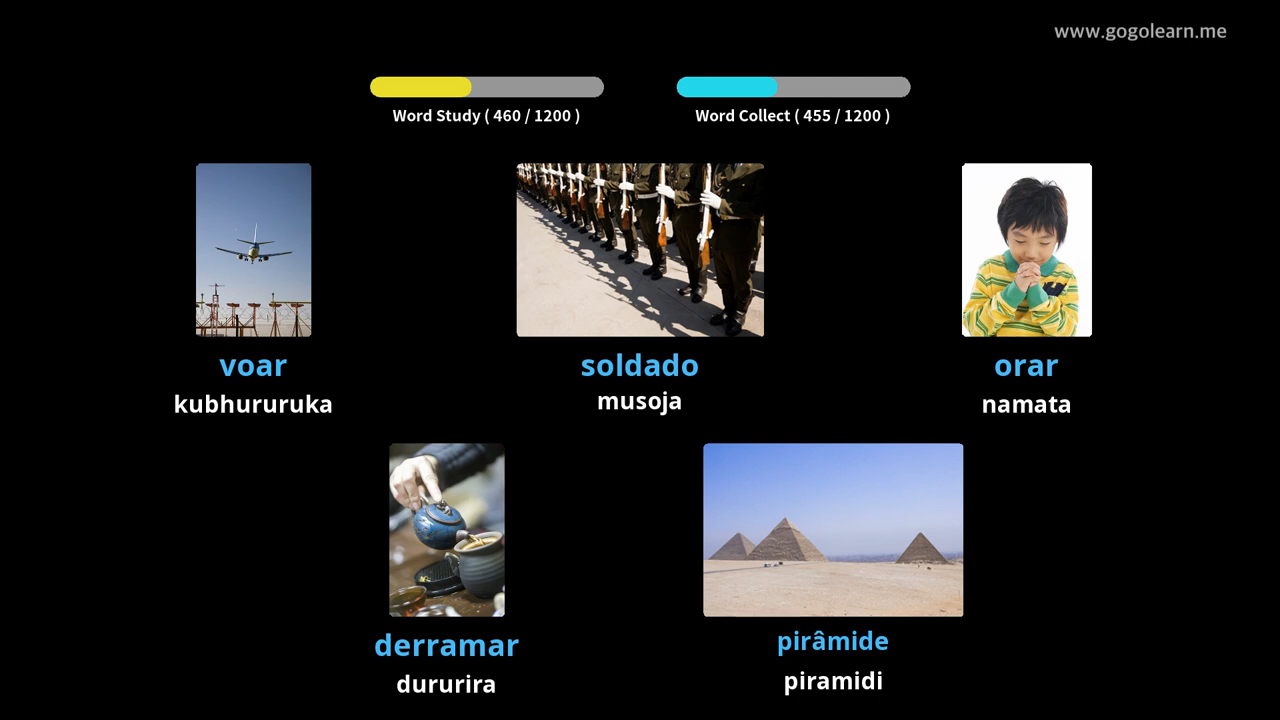 www.gogolearn.me
Word Study ( 460 / 1200 )
Word Collect ( 455 / 1200 )
voar
kubhururuka
soldado
musoja
orar
namata
derramar
dururira
pirâmide
piramidi